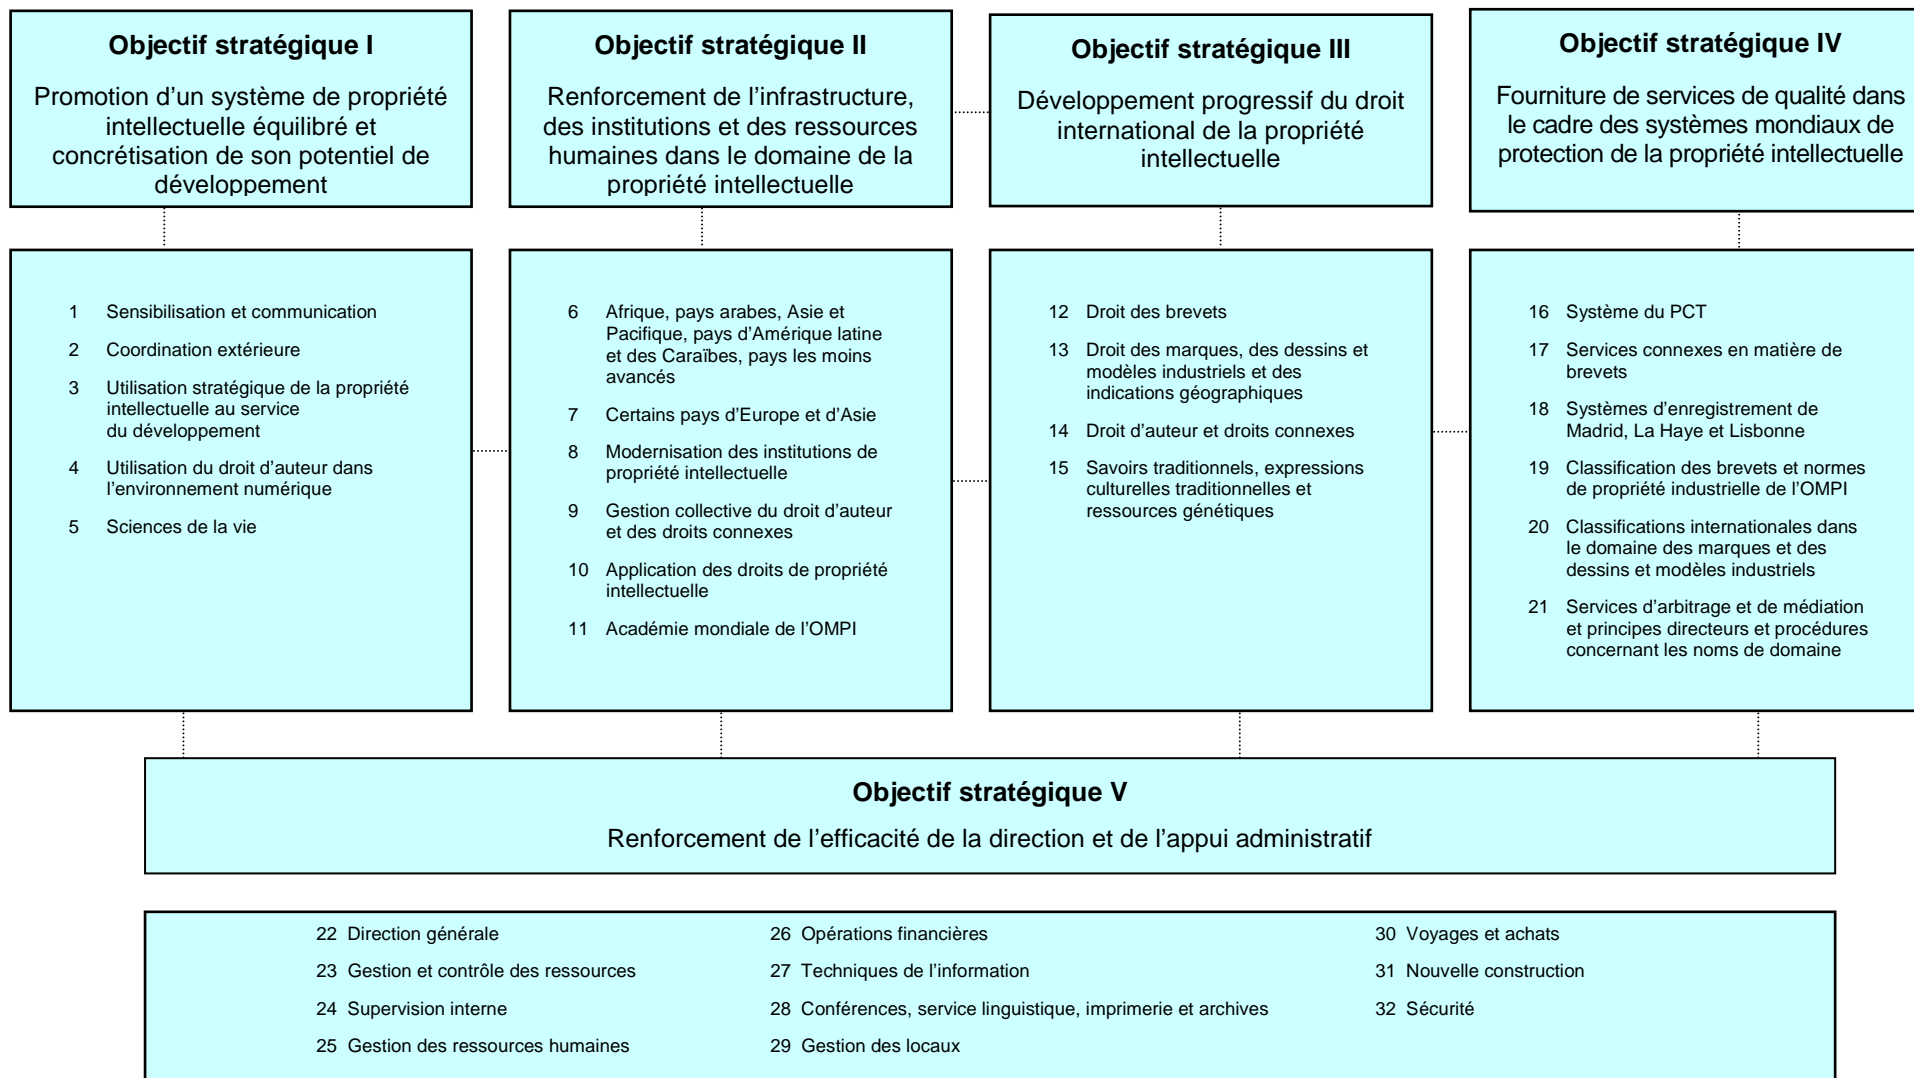 Objectif stratégique I
Promotion d’un système de propriété
intellectuelle équilibré et
concrétisation de son potentiel de
développement
Objectif stratégique II
Renforcement de l’infrastructure,
des institutions et des ressources
humaines dans le domaine de la
propriété intellectuelle
Objectif stratégique III
Développement progressif du droit
international de la propriété
intellectuelle
Objectif stratégique IV
Fourniture de services de qualité dans
le cadre des systèmes mondiaux de
protection de la propriété intellectuelle
1 Sensibilisation et communication
2 Coordination extérieure
3 Utilisation stratégique de la propriété
intellectuelle au service
du développement
4 Utilisation du droit d’auteur dans
l’environnement numérique
5 Sciences de la vie
6 Afrique, pays arabes, Asie et
Pacifique, pays d’Amérique latine
et des Caraïbes, pays les moins
avancés
7 Certains pays d’Europe et d’Asie
8 Modernisation des institutions de
propriété intellectuelle
9 Gestion collective du droit d’auteur
et des droits connexes
10 Application des droits de propriété
intellectuelle
11 Académie mondiale de l’OMPI
12 Droit des brevets
13 Droit des marques, des dessins et
modèles industriels et des
indications géographiques
14 Droit d’auteur et droits connexes
15 Savoirs traditionnels, expressions
culturelles traditionnelles et
ressources génétiques
16 Système du PCT
17 Services connexes en matière de
brevets
18 Systèmes d’enregistrement de
Madrid, La Haye et Lisbonne
19 Classification des brevets et normes
de propriété industrielle de l’OMPI
20 Classifications internationales dans
le domaine des marques et des
dessins et modèles industriels
21 Services d’arbitrage et de médiation
et principes directeurs et procédures
concernant les noms de domaine
Objectif stratégique V
Renforcement de l’efficacité de la direction et de l’appui administratif
22 Direction générale
23 Gestion et contrôle des ressources
24 Supervision interne
25 Gestion des ressources humaines
26 Opérations financières
27 Techniques de l’information
28 Conférences, service linguistique, imprimerie et archives
29 Gestion des locaux
30 Voyages et achats
31 Nouvelle construction
32 Sécurité